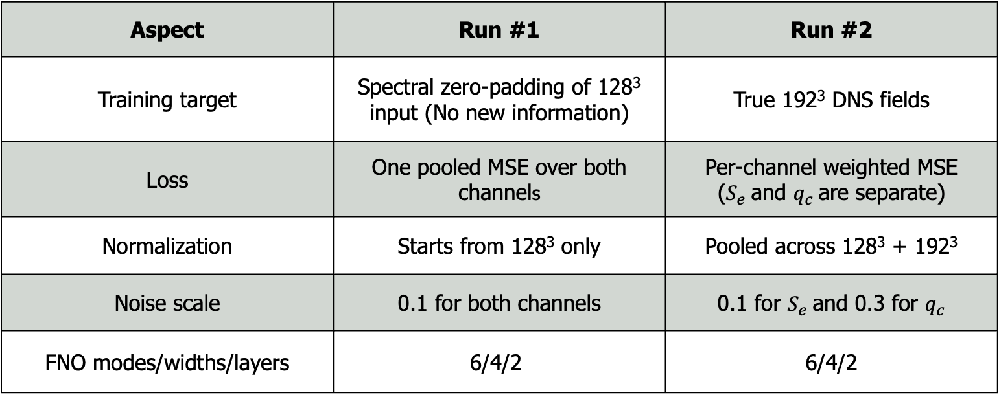 Aspect
Run #1
Run #2
Training target
Spectral zero-padding of 128³
input (No new information)
True 192³ DNS fields
Loss
One pooled MSE over both
channels
Per-channel weighted MSE
(Sₑ and q_c are separate)
Normalization
Starts from 128³ only
Pooled across 128³ + 192³
Noise scale
0.1 for both channels
0.1 for Sₑ and 0.3 for q_c
FNO modes/widths/layers
6/4/2
6/4/2